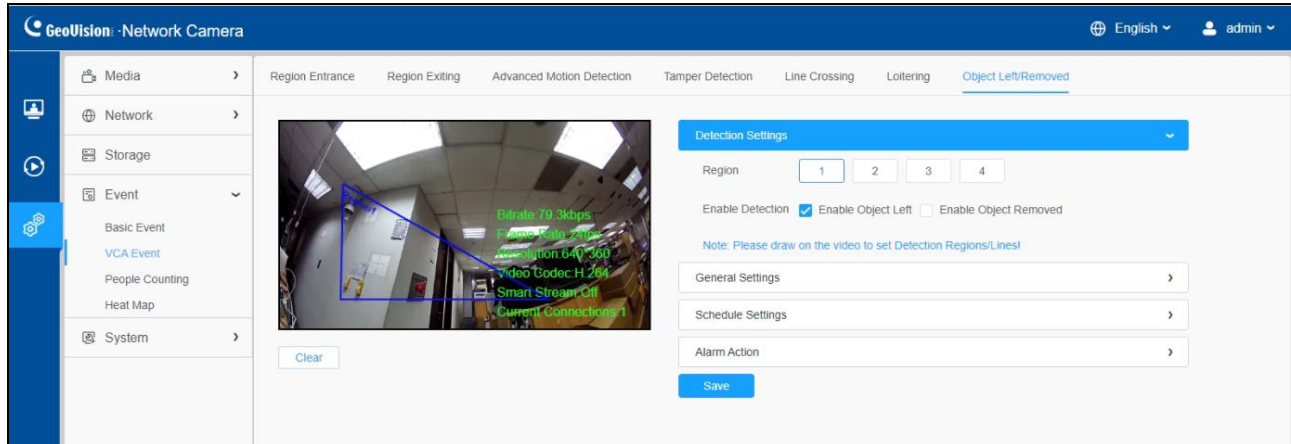 GeoVision · Network Camera
English
admin
Media
Network
Storage
Event
Basic Event
VCA Event
People Counting
Heat Map
System
Region Entrance
Region Exiting
Advanced Motion Detection
Tamper Detection
Line Crossing
Loitering
Object Left/Removed
Region1
Bitrate:79.3kbps
Frame Rate:
Resolution:640*360
Video Codec:H.264
Smart Stream:Off
Current Connections:1
Clear
Detection Settings
Region 1 2 3 4
Enable Detection Enable Object Left Enable Object Removed
Note: Please draw on the video to set Detection Regions/Lines!
General Settings
Schedule Settings
Alarm Action
Save